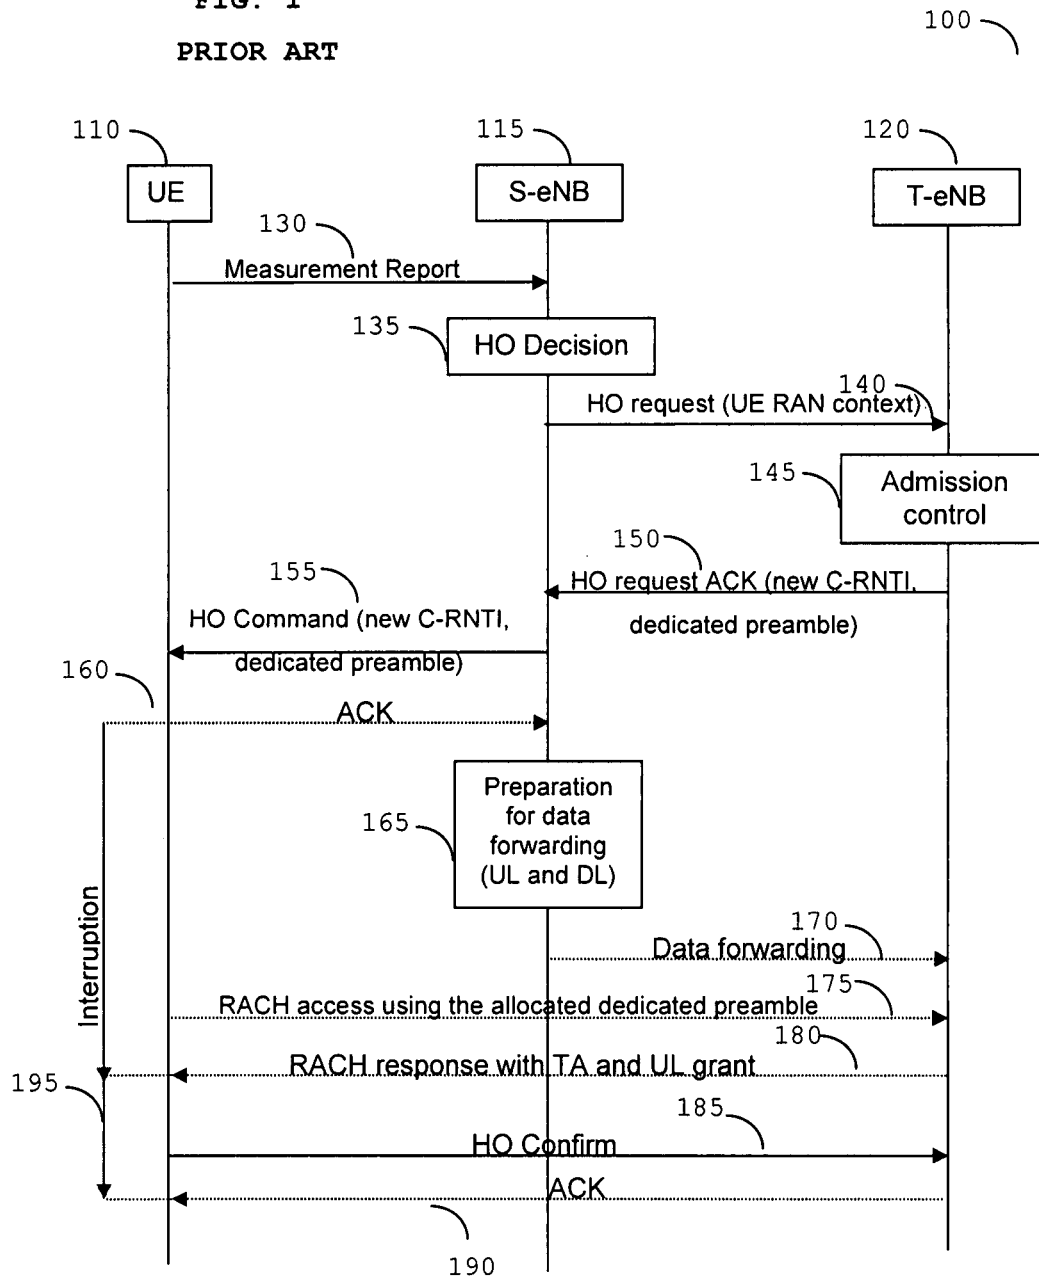 FIG. 1
PRIOR ART
100
110
115
120
UE
S-eNB
T-eNB
130
Measurement Report
135
HO Decision
140
HO request (UE RAN context)
145
Admission
control
150
HO request ACK (new C-RNTI,
dedicated preamble)
155
HO Command (new C-RNTI,
dedicated preamble)
160
ACK
165
Preparation
for data
forwarding
(UL and DL)
Interruption
170
Data forwarding
175
RACH access using the allocated dedicated preamble
180
RACH response with TA and UL grant
195
185
HO Confirm
ACK
190